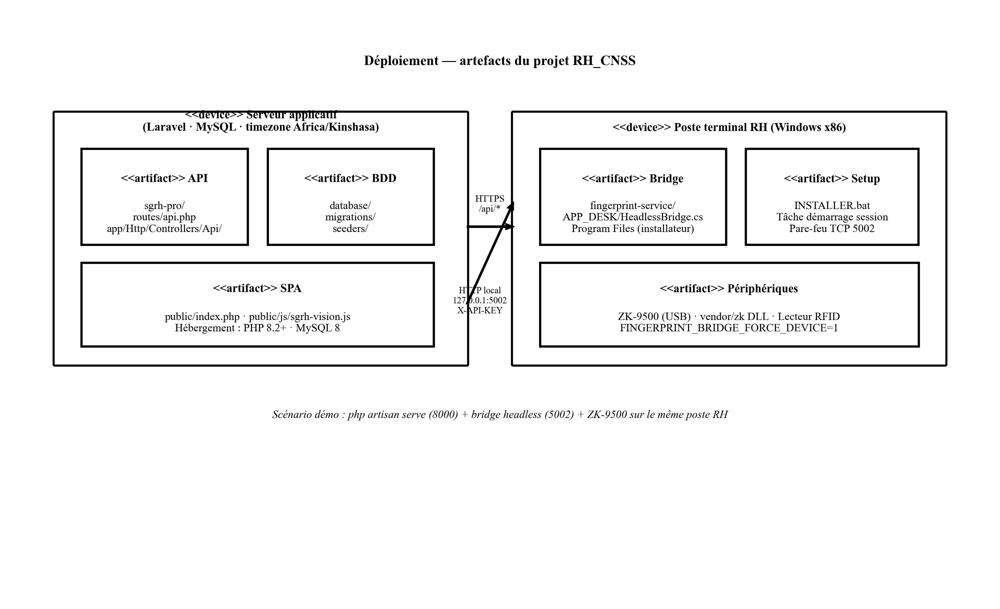 Déploiement — artefacts du projet RH_CNSS
<<device>> Serveur applicatif
(Laravel · MySQL · timezone Africa/Kinshasa)
<<artifact>> API
sgrh-pro/
routes/api.php
app/Http/Controllers/Api/
<<artifact>> BDD
database/
migrations/
seeders/
<<artifact>> SPA
public/index.php · public/js/sgrh-vision.js
Hébergement : PHP 8.2+ · MySQL 8
HTTPS
/api/*
HTTP local
127.0.0.1:5002
X-API-KEY
<<device>> Poste terminal RH (Windows x86)
<<artifact>> Bridge
fingerprint-service/
APP_DESK/HeadlessBridge.cs
Program Files (installateur)
<<artifact>> Setup
INSTALLER.bat
Tâche démarrage session
Pare-feu TCP 5002
<<artifact>> Périphériques
ZK-9500 (USB) · vendor/zk DLL · Lecteur RFID
FINGERPRINT_BRIDGE_FORCE_DEVICE=1
Scénario démo : php artisan serve (8000) + bridge headless (5002) + ZK-9500 sur le même poste RH